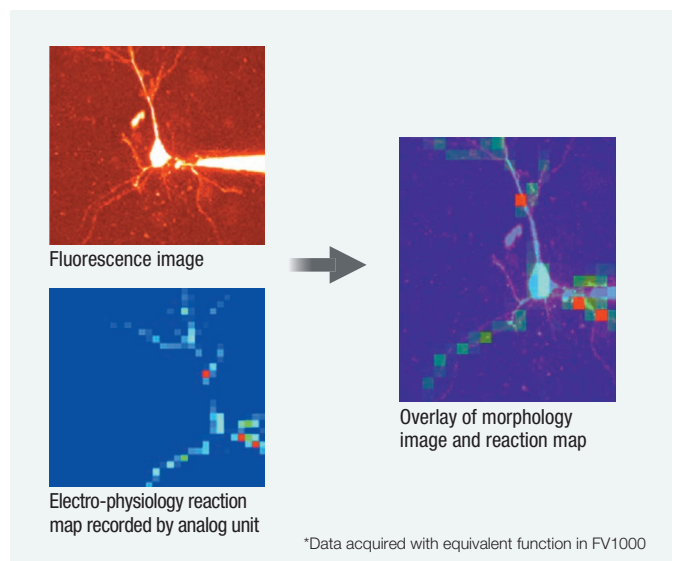 Fluorescence image
Electro-physiology reaction
map recorded by analog unit
Overlay of morphology
image and reaction map
*Data acquired with equivalent function in FV1000